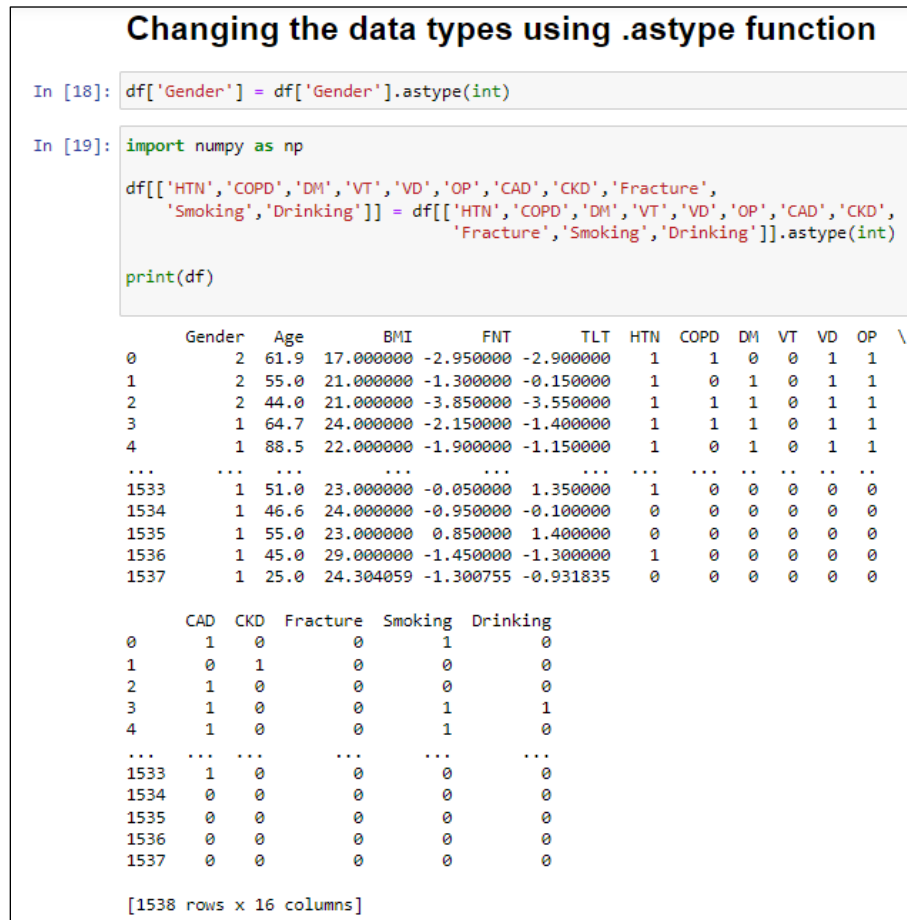 Changing the data types using .astype function
In [18]: df['Gender'] = df['Gender'].astype(int)
In [19]: import numpy as np
df[['HTN','COPD','DM','VT','VD','OP','CAD','CKD','Fracture',
'Smoking','Drinking']] = df[['HTN','COPD','DM','VT','VD','OP','CAD','CKD',
'Fracture','Smoking','Drinking']].astype(int)
print(df)
Gender Age BMI FNT TLT HTN COPD DM VT VD OP \
0 2 61.9 17.000000 -2.950000 -2.900000 1 1 0 0 1 1
1 2 55.0 21.000000 -1.300000 -0.150000 1 0 1 0 1 1
2 2 44.0 21.000000 -3.850000 -3.550000 1 1 1 0 1 1
3 1 64.7 24.000000 -2.150000 -1.400000 1 1 1 0 1 1
4 1 88.5 22.000000 -1.900000 -1.150000 1 0 1 0 1 1
... ... ... ... ... ... ... ... .. .. .. ..
1533 1 51.0 23.000000 -0.050000 1.350000 1 0 0 0 0 0
1534 1 46.6 24.000000 -0.950000 -0.100000 0 0 0 0 0 0
1535 1 55.0 23.000000 0.850000 1.400000 0 0 0 0 0 0
1536 1 45.0 29.000000 -1.450000 -1.300000 1 0 0 0 0 0
1537 1 25.0 24.304059 -1.300755 -0.931835 0 0 0 0 0 0
CAD CKD Fracture Smoking Drinking
0 1 0 0 1 0
1 0 1 0 0 0
2 1 0 0 0 0
3 1 0 0 1 1
4 1 0 0 1 0
... ... ... ... ... ...
1533 1 0 0 0 0
1534 0 0 0 0 0
1535 0 0 0 0 0
1536 0 0 0 0 0
1537 0 0 0 0 0
[1538 rows x 16 columns]